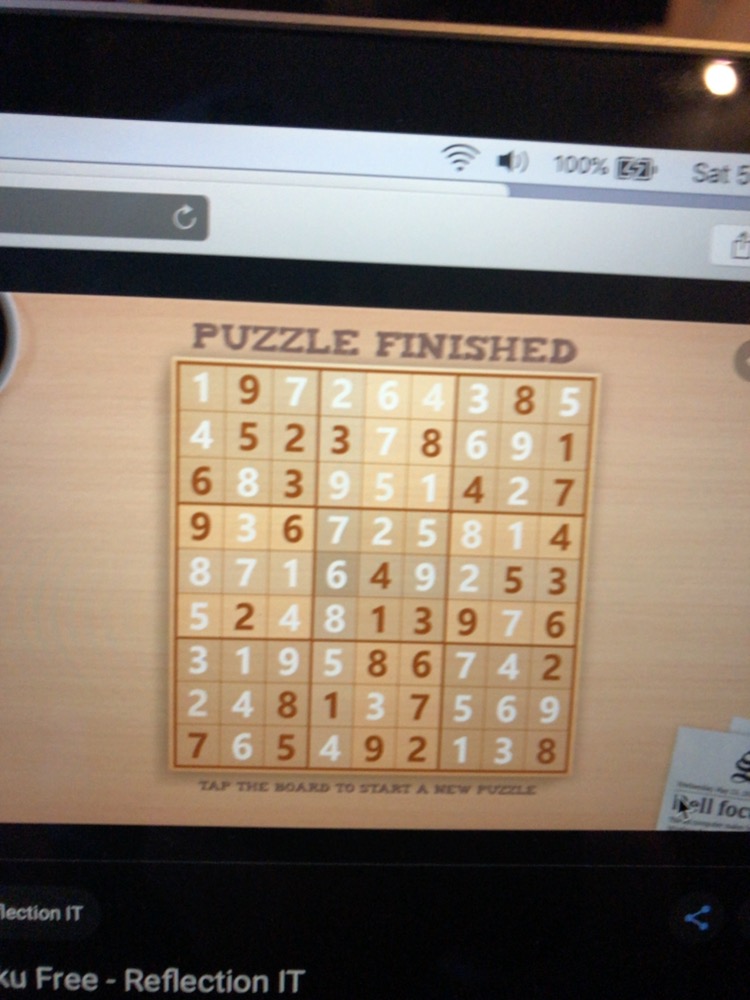 100%
Sat 5
PUZZLE FINISHED
1 9 7 2 6 4 3 8 5
4 5 2 3 7 8 6 9 1
6 8 3 9 5 1 4 2 7
9 3 6 7 2 5 8 1 4
8 7 1 6 4 9 2 5 3
5 2 4 8 1 3 9 7 6
3 1 9 5 8 6 7 4 2
2 4 8 1 3 7 5 6 9
7 6 5 4 9 2 1 3 8
TAP THE BOARD TO START A NEW PUZZLE
ell foc
flection IT
ku Free - Reflection IT